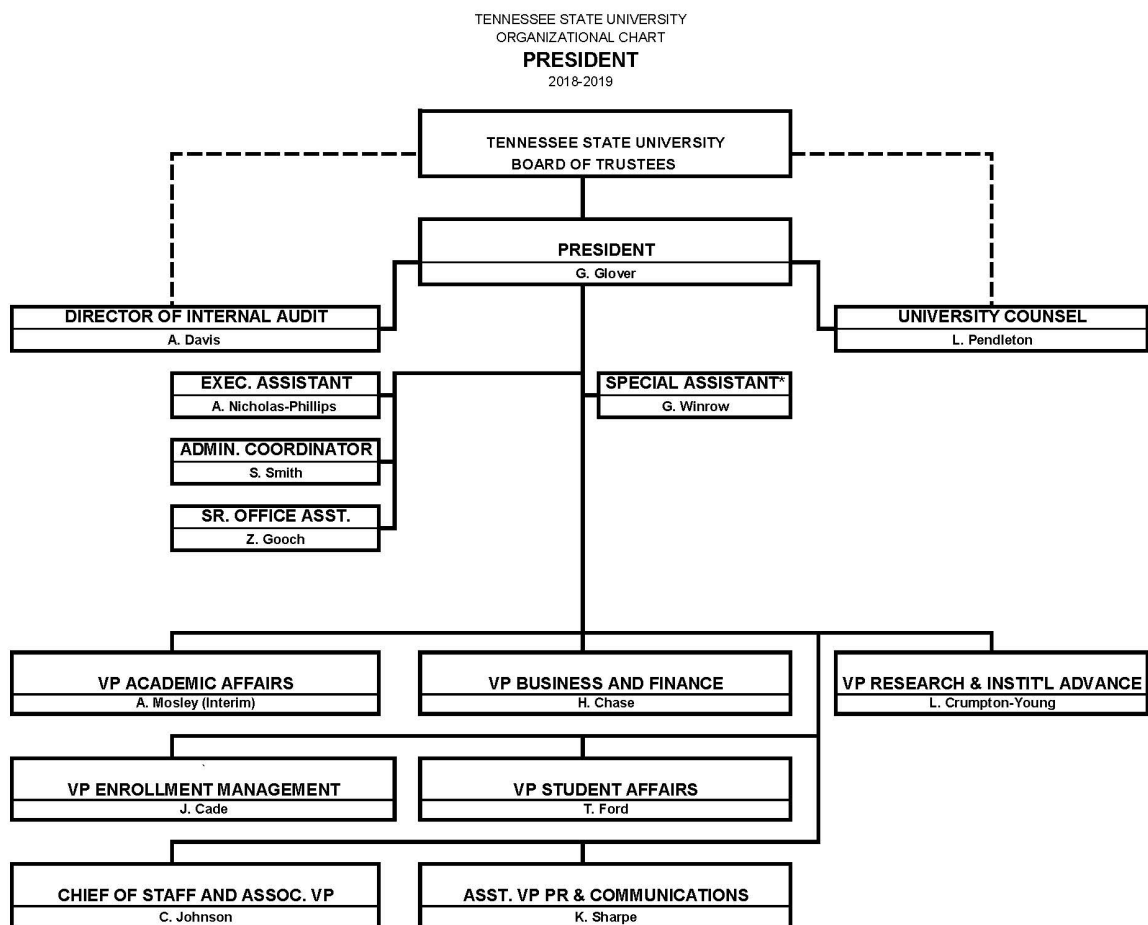 TENNESSEE STATE UNIVERSITY
ORGANIZATIONAL CHART
PRESIDENT
2018-2019
TENNESSEE STATE UNIVERSITY
BOARD OF TRUSTEES
PRESIDENT
G. Glover
DIRECTOR OF INTERNAL AUDIT
A. Davis
UNIVERSITY COUNSEL
L. Pendleton
EXEC. ASSISTANT
A. Nicholas-Phillips
SPECIAL ASSISTANT*
G. Winrow
ADMIN. COORDINATOR
S. Smith
SR. OFFICE ASST.
Z. Gooch
VP ACADEMIC AFFAIRS
A. Mosley (Interim)
VP BUSINESS AND FINANCE
H. Chase
VP RESEARCH & INSTIT'L ADVANCE
L. Crumpton-Young
VP ENROLLMENT MANAGEMENT
J. Cade
VP STUDENT AFFAIRS
T. Ford
CHIEF OF STAFF AND ASSOC. VP
C. Johnson
ASST. VP PR & COMMUNICATIONS
K. Sharpe